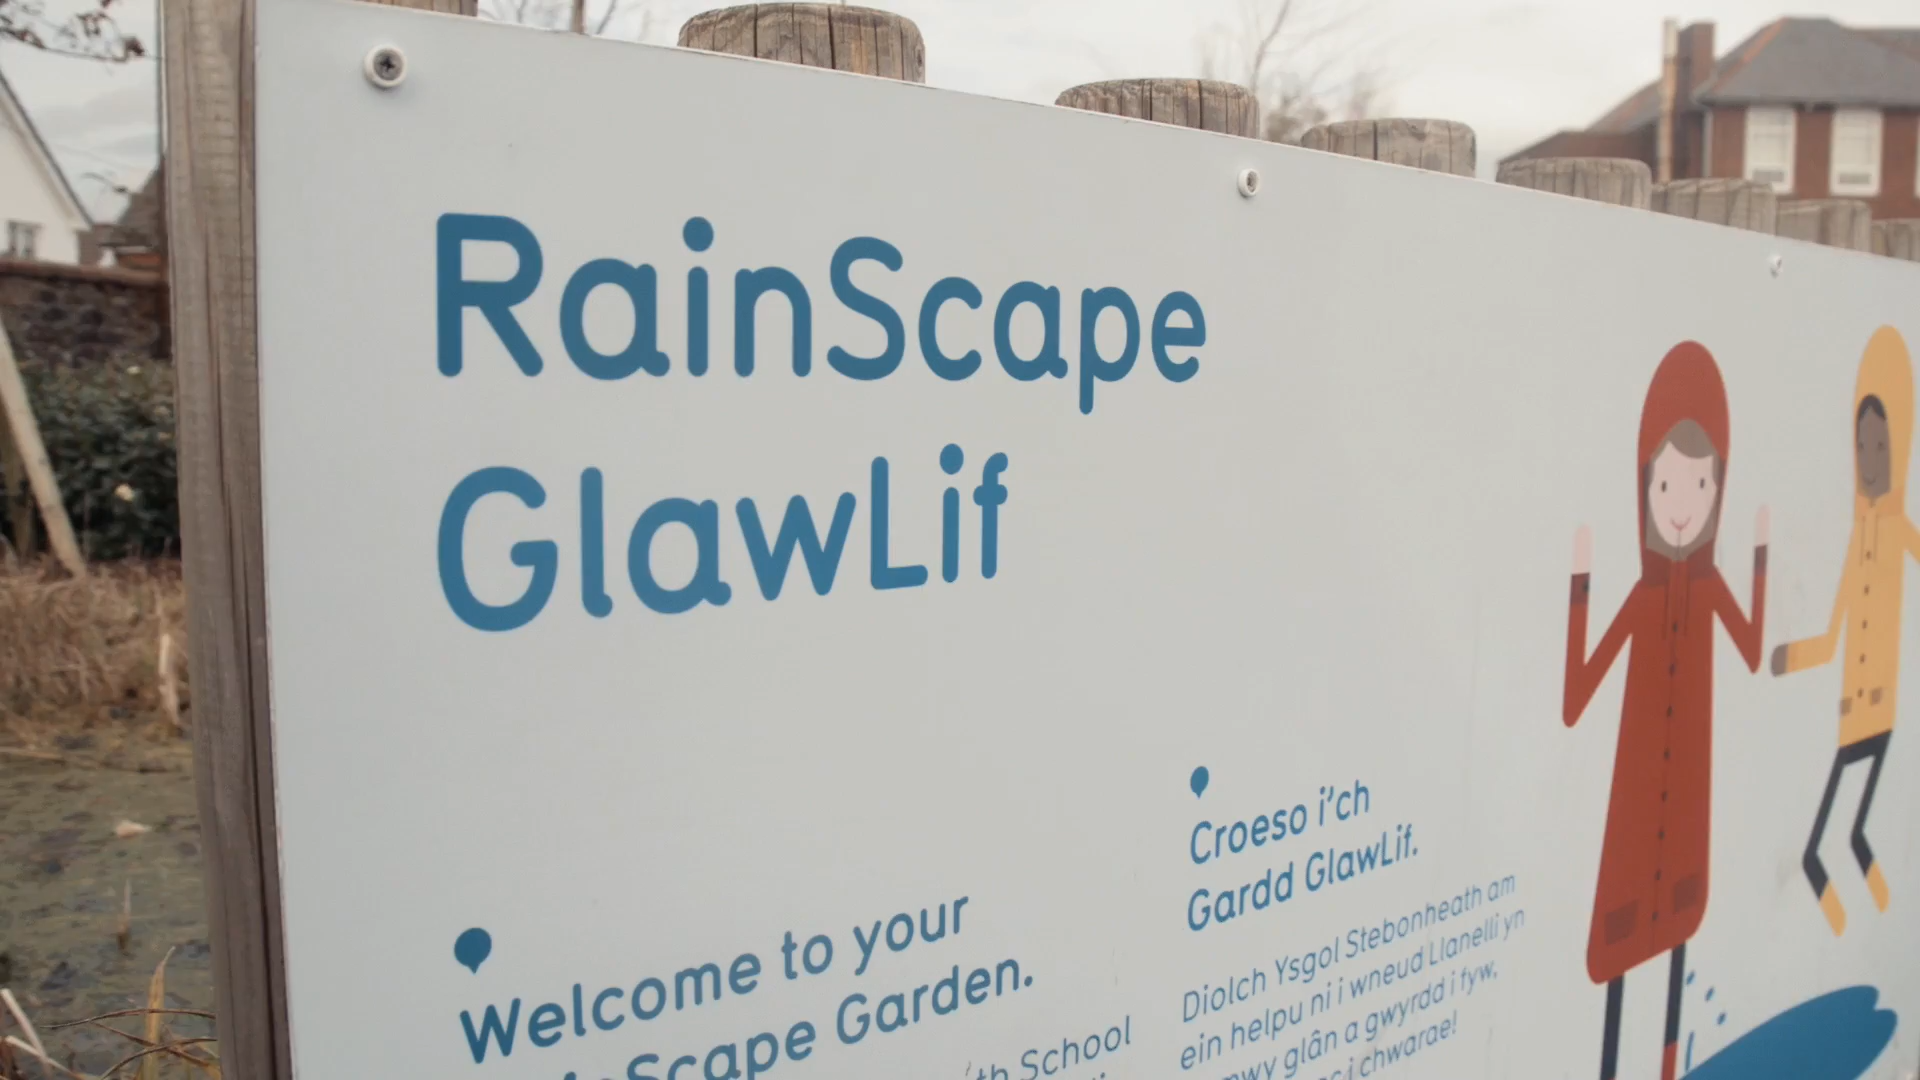 RainScape
GlawLif
Welcome to your
Scape Garden.
School
Croeso i'ch
Gardd GlawLif.
Diolch Ysgol Stebonheath am
ein helpu ni i wneud Llanelli yn
glân a gwyrdd i fyw,
i chwarae!